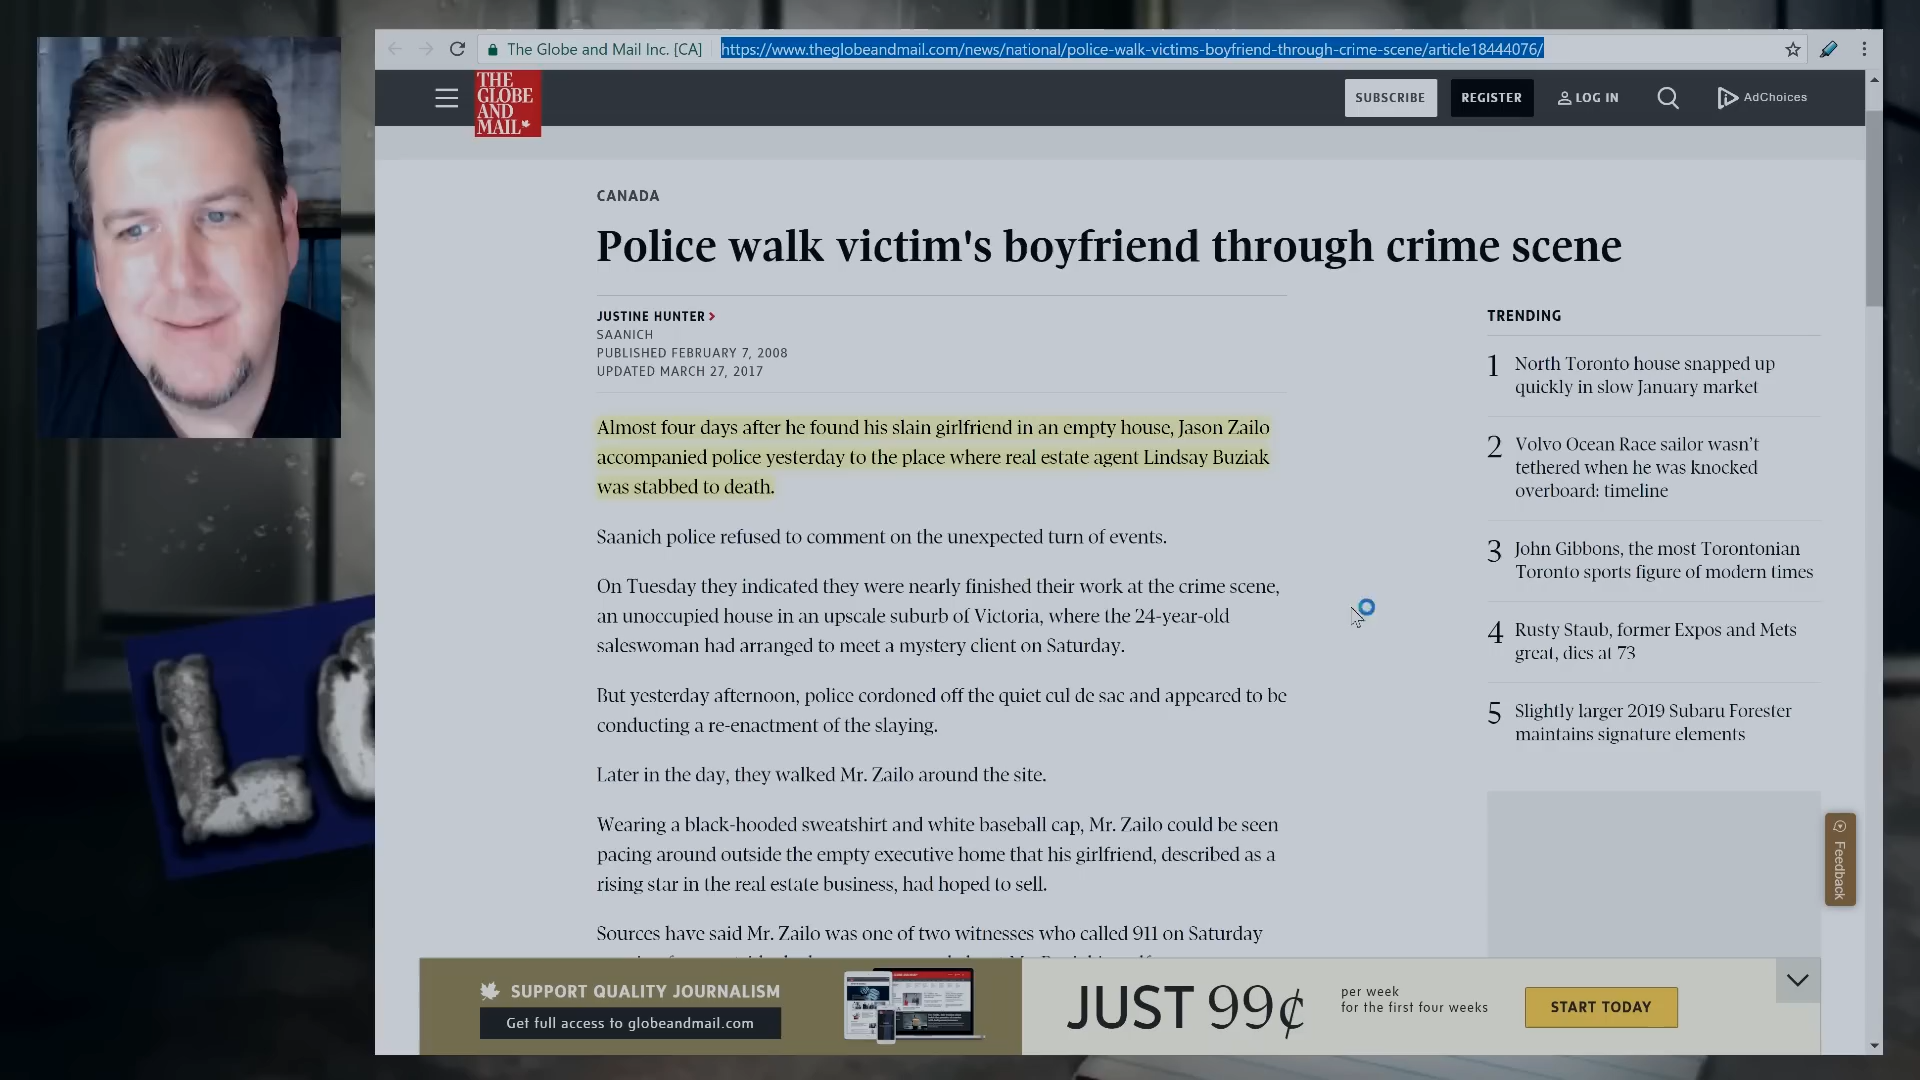 The Globe and Mail Inc. [CA]
https://www.theglobeandmail.com/news/national/police-walk-victims-boyfriend-through-crime-scene/article18444076/
THE
GLOBE
AND
MAIL
SUBSCRIBE
REGISTER
LOG IN
AdChoices
CANADA
Police walk victim's boyfriend through crime scene
JUSTINE HUNTER >
SAANICH
PUBLISHED FEBRUARY 7, 2008
UPDATED MARCH 27, 2017
Almost four days after he found his slain girlfriend in an empty house, Jason Zailo
accompanied police yesterday to the place where real estate agent Lindsay Buziak
was stabbed to death.
Saanich police refused to comment on the unexpected turn of events.
On Tuesday they indicated they were nearly finished their work at the crime scene,
an unoccupied house in an upscale suburb of Victoria, where the 24-year-old
saleswoman had arranged to meet a mystery client on Saturday.
But yesterday afternoon, police cordoned off the quiet cul de sac and appeared to be
conducting a re-enactment of the slaying.
Later in the day, they walked Mr. Zailo around the site.
Wearing a black-hooded sweatshirt and white baseball cap, Mr. Zailo could be seen
pacing around outside the empty executive home that his girlfriend, described as a
rising star in the real estate business, had hoped to sell.
Sources have said Mr. Zailo was one of two witnesses who called 911 on Saturday
TRENDING
1 North Toronto house snapped up
quickly in slow January market
2 Volvo Ocean Race sailor wasn't
tethered when he was knocked
overboard: timeline
3 John Gibbons, the most Torontonian
Toronto sports figure of modern times
4 Rusty Staub, former Expos and Mets
great, dies at 73
5 Slightly larger 2019 Subaru Forester
maintains signature elements
Feedback
SUPPORT QUALITY JOURNALISM
Get full access to globeandmail.com
JUST 99¢
per week
for the first four weeks
START TODAY